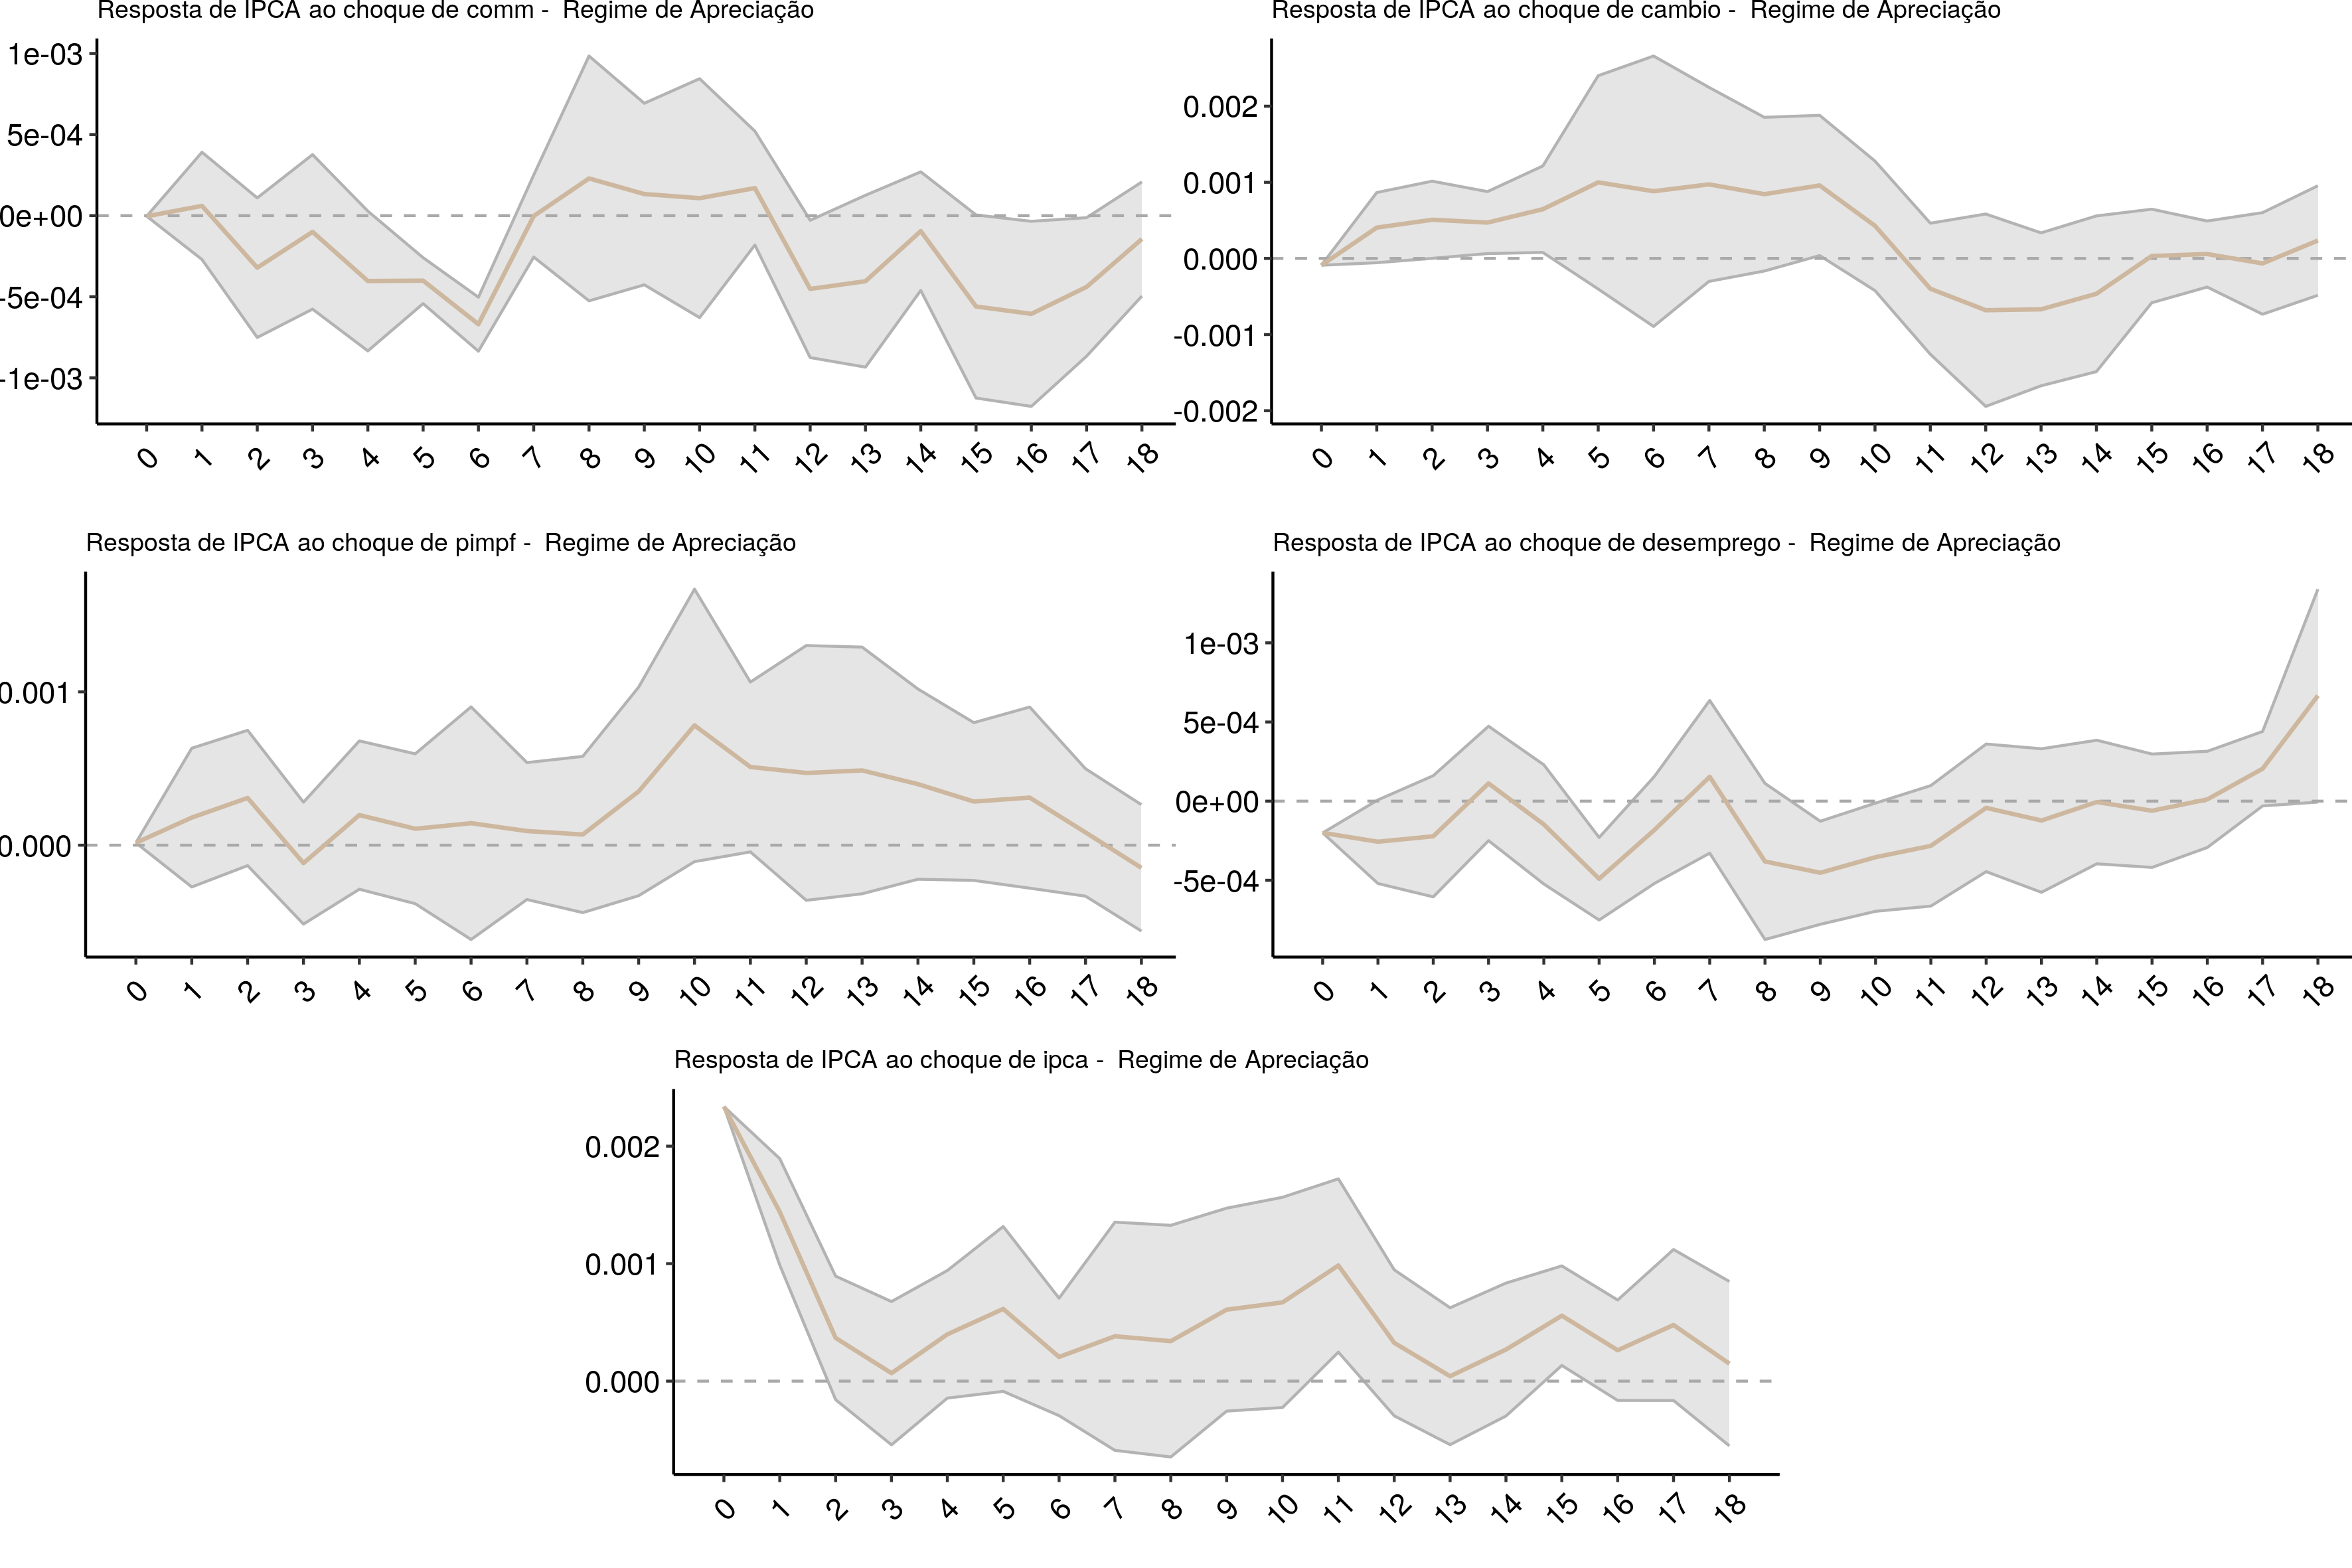 Resposta de IPCA ao choque de comm -  Regime de Apreciação
1e-03
5e-04
0e+00
-5e-04
-1e-03
0 1 2 3 4 5 6 7 8 9 10 11 12 13 14 15 16 17 18
Resposta de IPCA ao choque de cambio -  Regime de Apreciação
0.002
0.001
0.000
-0.001
-0.002
0 1 2 3 4 5 6 7 8 9 10 11 12 13 14 15 16 17 18
Resposta de IPCA ao choque de pimpf -  Regime de Apreciação
0.001
0.000
0 1 2 3 4 5 6 7 8 9 10 11 12 13 14 15 16 17 18
Resposta de IPCA ao choque de desemprego -  Regime de Apreciação
1e-03
5e-04
0e+00
-5e-04
0 1 2 3 4 5 6 7 8 9 10 11 12 13 14 15 16 17 18
Resposta de IPCA ao choque de ipca -  Regime de Apreciação
0.002
0.001
0.000
0 1 2 3 4 5 6 7 8 9 10 11 12 13 14 15 16 17 18